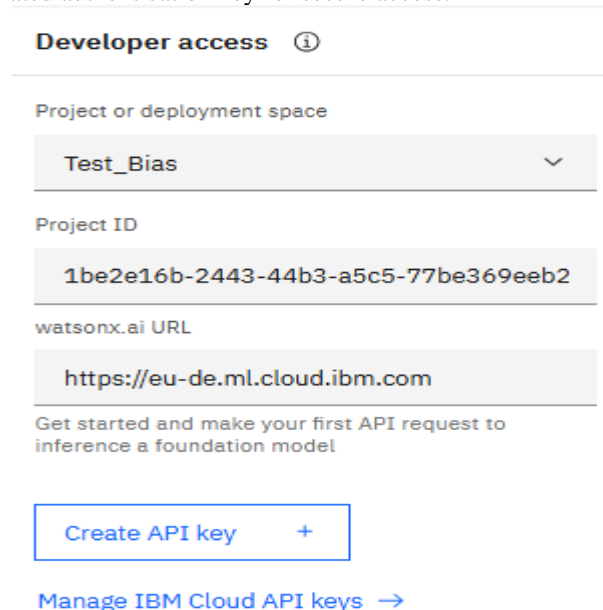 Developer access
Project or deployment space
Test_Bias
Project ID
1be2e16b-2443-44b3-a5c5-77be369eeb2
watsonx.ai URL
https://eu-de.ml.cloud.ibm.com
Get started and make your first API request to
inference a foundation model
Create API key +
Manage IBM Cloud API keys →